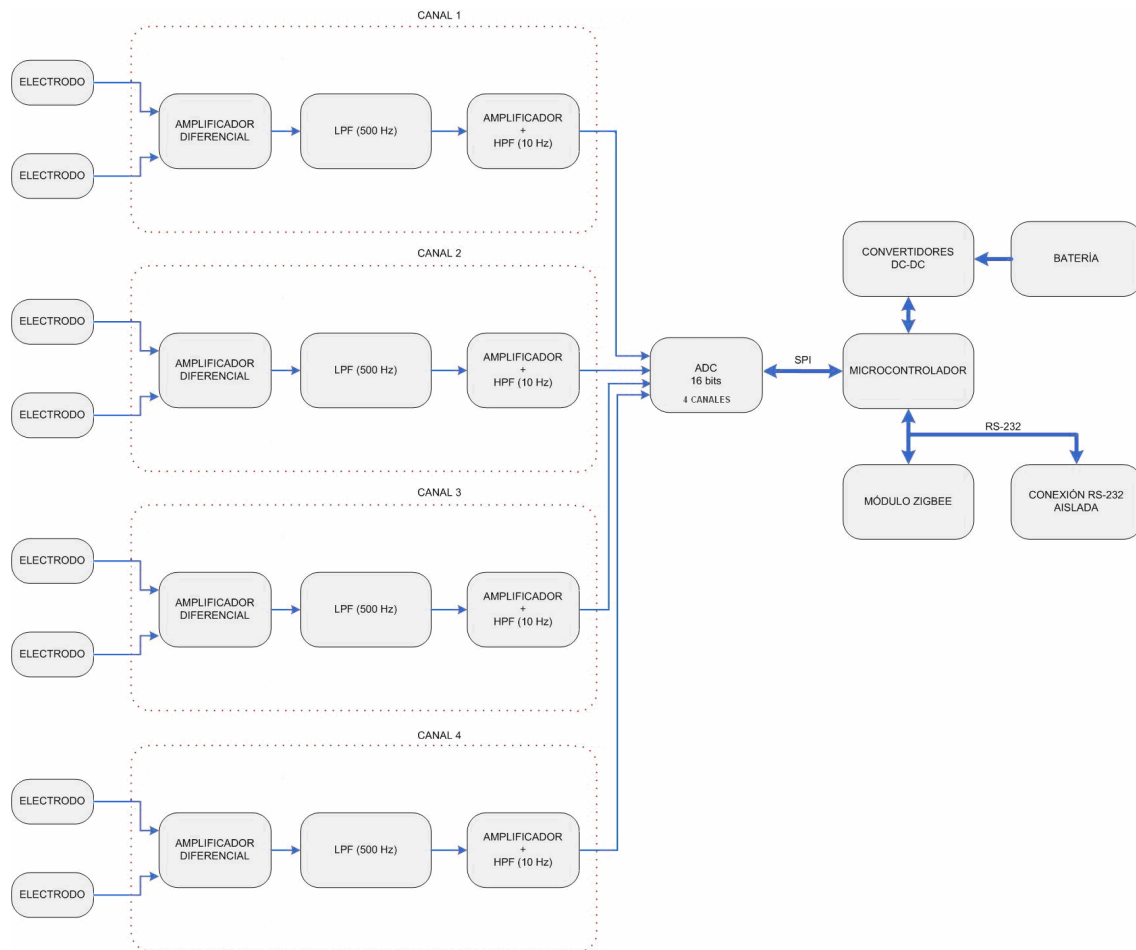 CANAL 1
ELECTRODO
ELECTRODO
AMPLIFICADOR
DIFERENCIAL
LPF (500 Hz)
AMPLIFICADOR
+
HPF (10 Hz)
CANAL 2
ELECTRODO
ELECTRODO
AMPLIFICADOR
DIFERENCIAL
LPF (500 Hz)
AMPLIFICADOR
+
HPF (10 Hz)
CANAL 3
ELECTRODO
ELECTRODO
AMPLIFICADOR
DIFERENCIAL
LPF (500 Hz)
AMPLIFICADOR
+
HPF (10 Hz)
CANAL 4
ELECTRODO
ELECTRODO
AMPLIFICADOR
DIFERENCIAL
LPF (500 Hz)
AMPLIFICADOR
+
HPF (10 Hz)
ADC
16 bits
4 CANALES
SPI
CONVERTIDORES
DC-DC
BATERÍA
MICROCONTROLADOR
RS-232
MÓDULO ZIGBEE
CONEXIÓN RS-232
AISLADA